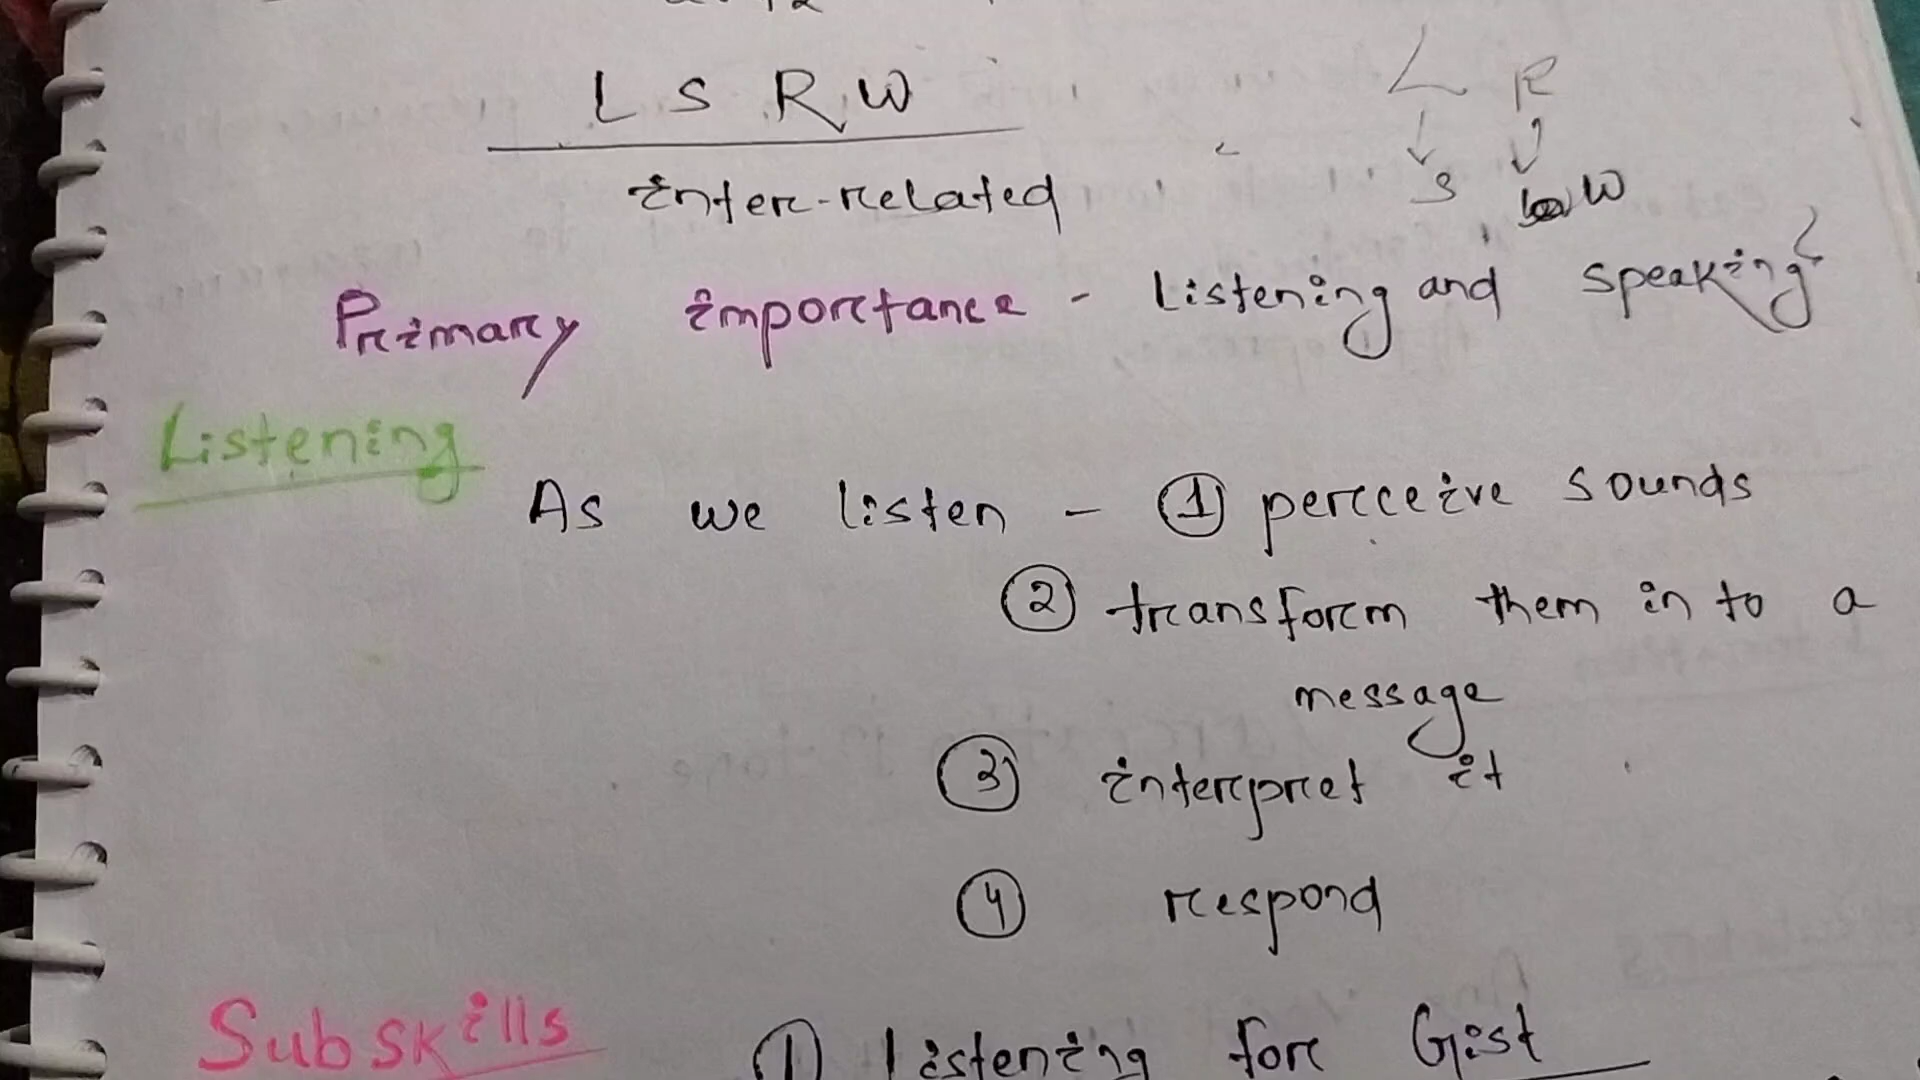 L S R W
L R
inter-related
S W
Primary importance - Listening and speaking
Listening
As we listen - ① perceive sounds
② transform them in to a
message
③ interpret it
④ respond
Subskills
① listening for Gist